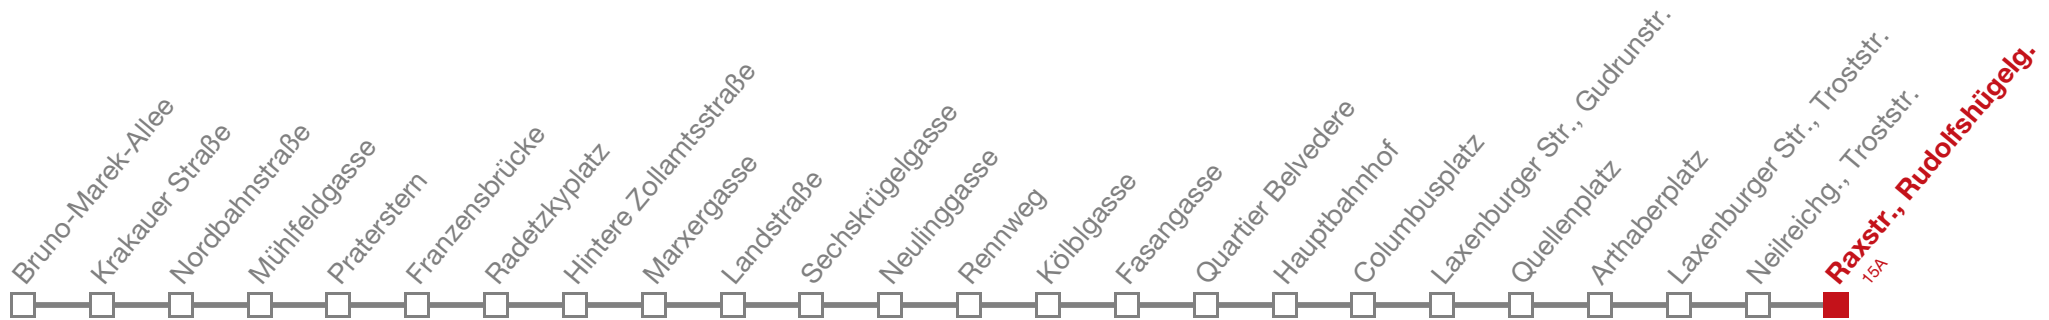 Bruno-Marek-Allee
Krakauer Straße
Nordbahnstraße
Mühlfeldgasse
Praterstern
Franzensbrücke
Radetzkyplatz
Hintere Zollamtsstraße
Marxergasse
Landstraße
Sechskrügelgasse
Neulinggasse
Rennweg
Kölblgasse
Fasangasse
Quartier Belvedere
Hauptbahnhof
Columbusplatz
Laxenburger Str., Gudrunstr.
Quellenplatz
Arthaberplatz
Laxenburger Str., Troststr.
Neilreichg., Troststr.
Raxstr., Rudolfshügelg.
15A